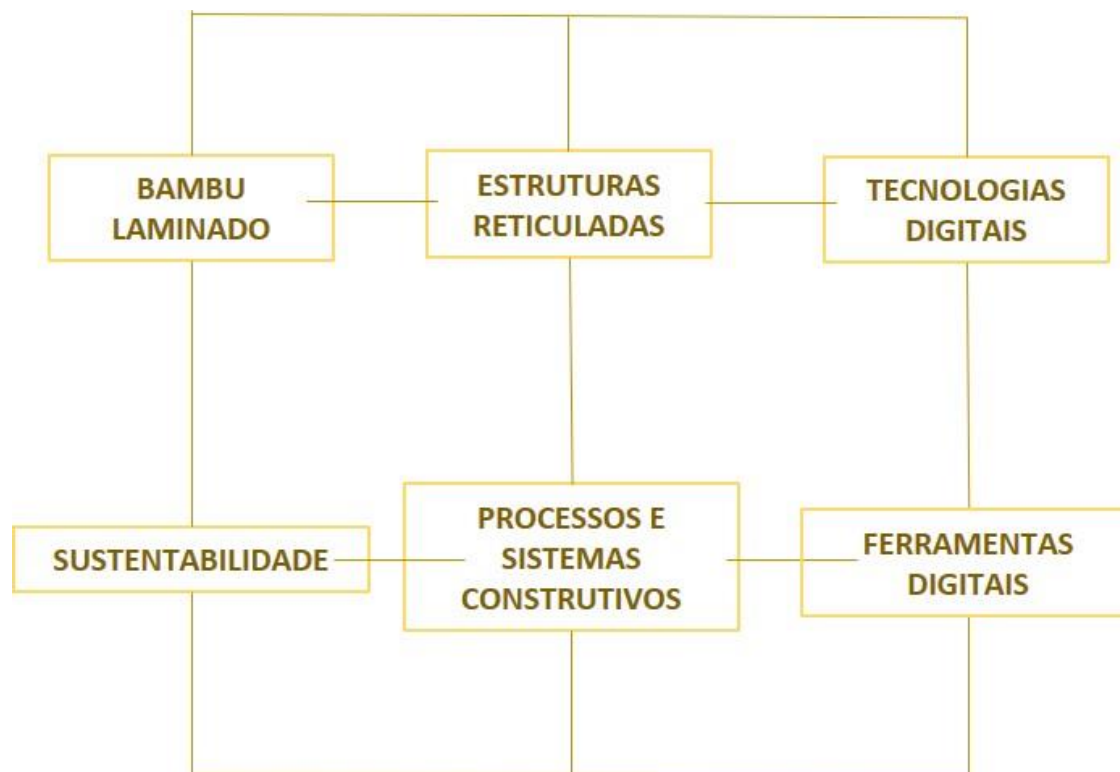 BAMBU
LAMINADO
ESTRUTURAS
RETICULADAS
TECNOLOGIAS
DIGITAIS
SUSTENTABILIDADE
PROCESSOS E
SISTEMAS
CONSTRUTIVOS
FERRAMENTAS
DIGITAIS